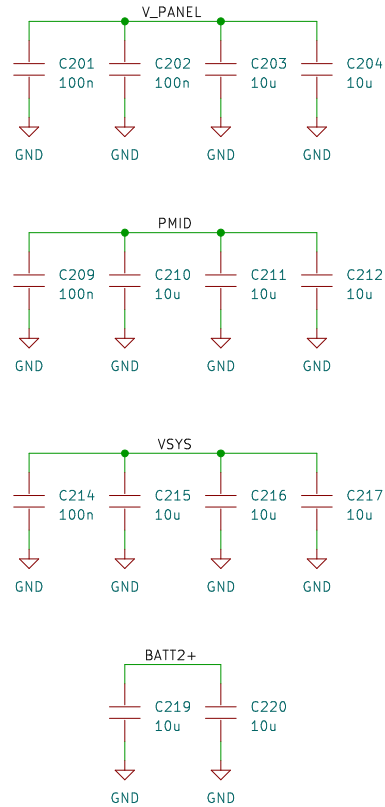 V_PANEL
C201 C202 C203 C204
100n 100n 10u 10u
GND GND GND GND
PMID
C209 C210 C211 C212
100n 10u 10u 10u
GND GND GND GND
VSYS
C214 C215 C216 C217
100n 10u 10u 10u
GND GND GND GND
BATT2+
C219 C220
10u 10u
GND GND